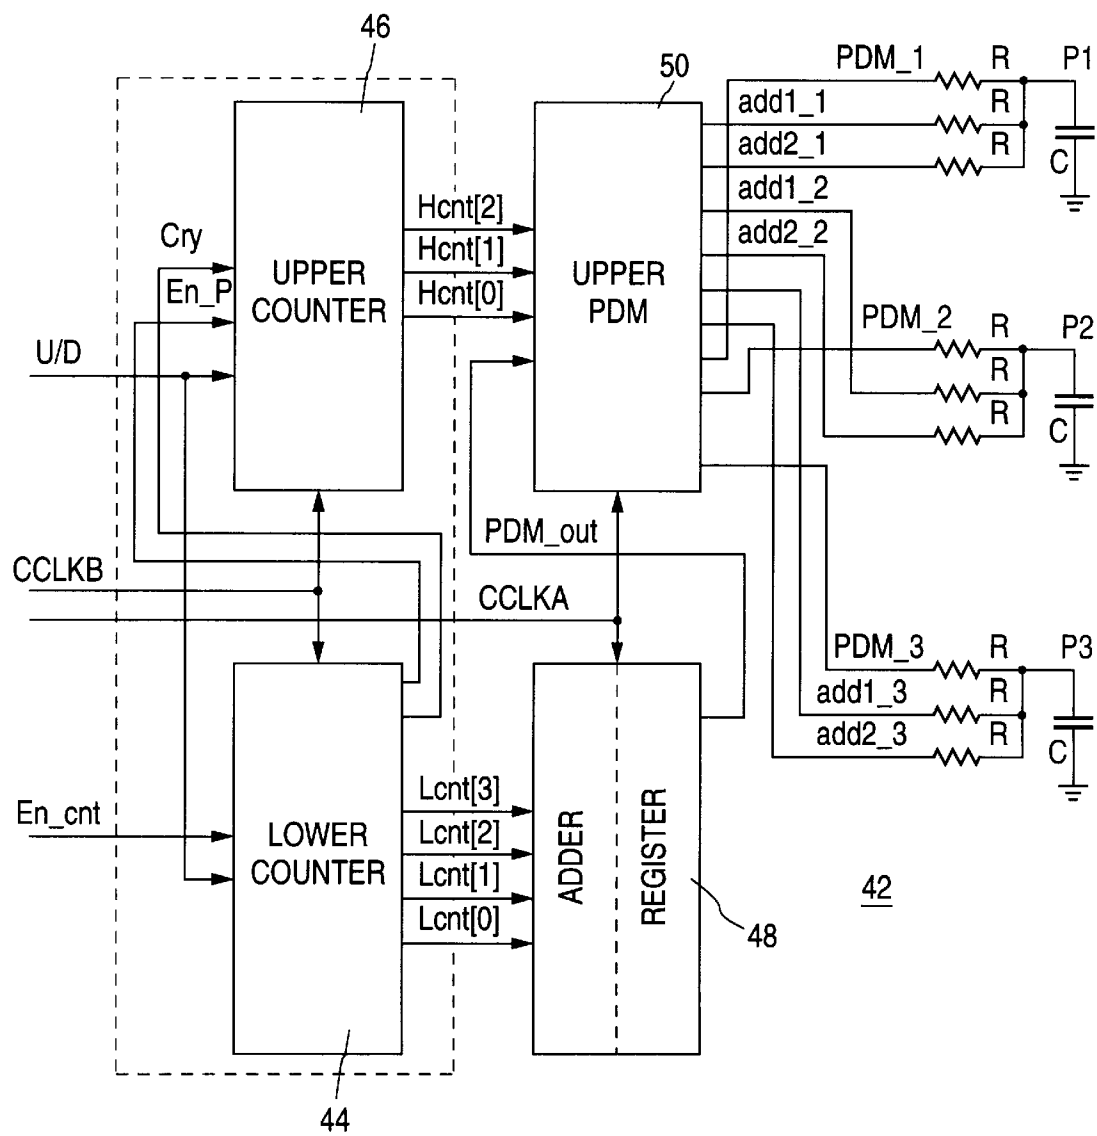 46
50
PDM_1
R
P1
add1_1
R
add2_1
R
C
add1_2
add2_2
Hcnt[2]
Hcnt[1]
Hcnt[0]
Cry
En_P
UPPER
COUNTER
UPPER
PDM
U/D
PDM_2
R
P2
R
R
C
PDM_out
CCLKB
CCLKA
PDM_3
R
P3
add1_3
R
add2_3
R
C
En_cnt
LOWER
COUNTER
Lcnt[3]
Lcnt[2]
Lcnt[1]
Lcnt[0]
ADDER
REGISTER
42
48
44